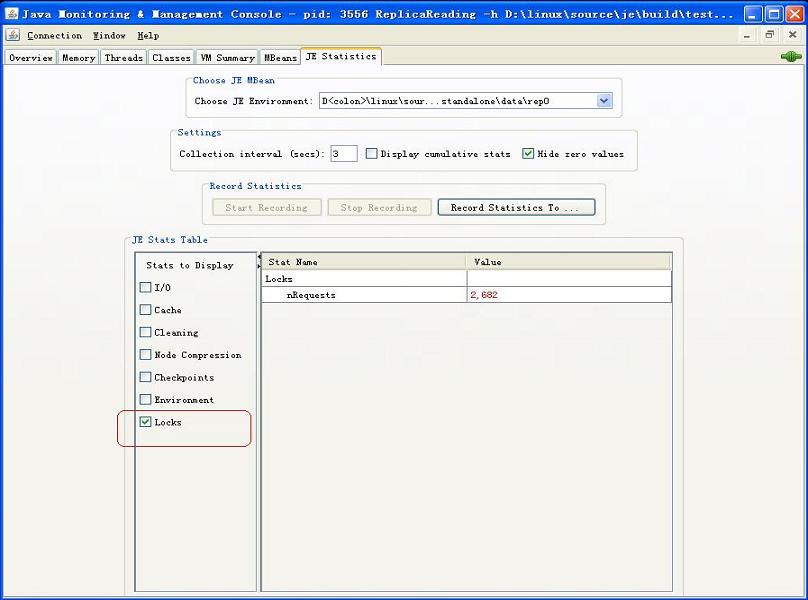 Java Monitoring & Management Console - pid: 3556 ReplicaReading -h D:\linux\source\je\build\test...
Connection Window Help
Overview Memory Threads Classes VM Summary MBeans JE Statistics
Choose JE MBean
Choose JE Environment: D<colon>\linux\sour...standalone\data\rep0
Settings
Collection interval (secs): 3 Display cumulative stats Hide zero values
Record Statistics
Start Recording Stop Recording Record Statistics To ...
JE Stats Table
Stats to Display
I/O
Cache
Cleaning
Node Compression
Checkpoints
Environment
Locks
Stat Name Value
Locks
nRequests 2,682